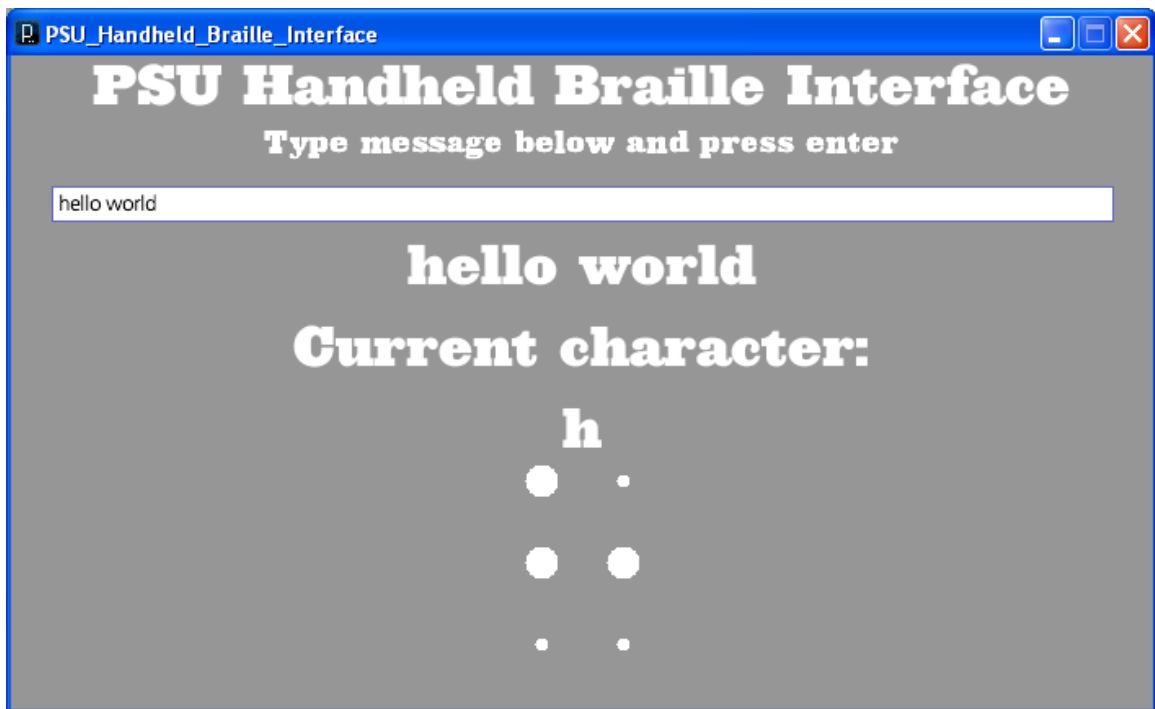 PSU_Handheld_Braille_Interface
PSU Handheld Braille Interface
Type message below and press enter
hello world
hello world
Current character:
h